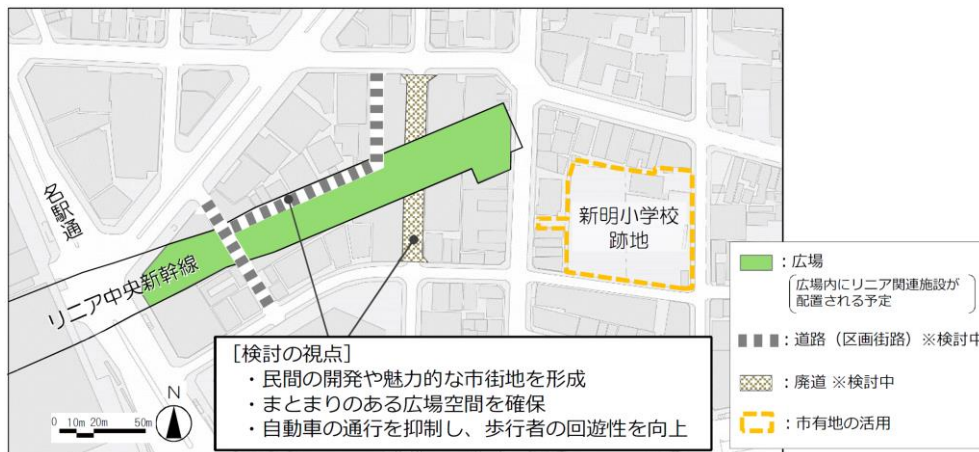 名駅通
リニア中央新幹線
新明小学校
跡地
：広場
広場内にリニア関連施設が
配置される予定
：道路（区画街路）※検討中
：廃道 ※検討中
：市有地の活用
［検討の視点］
・民間の開発や魅力的な市街地を形成
・まとまりのある広場空間を確保
・自動車の通行を抑制し、歩行者の回遊性を向上
0 10m 20m 50m
N